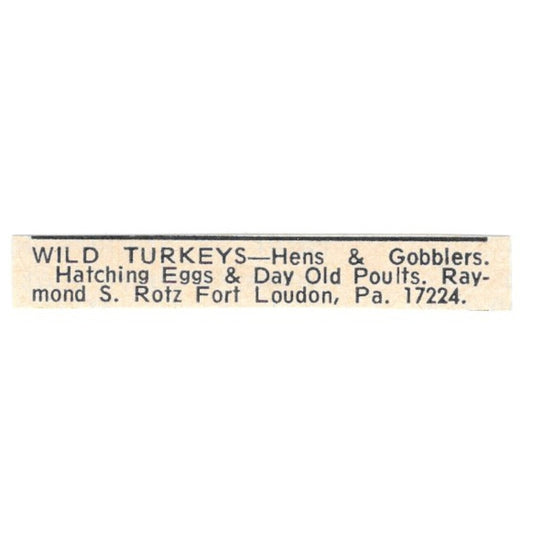 WILD TURKEYS—Hens & Gobblers.
Hatching Eggs & Day Old Poults. Ray-
mond S. Rotz Fort Loudon, Pa. 17224.